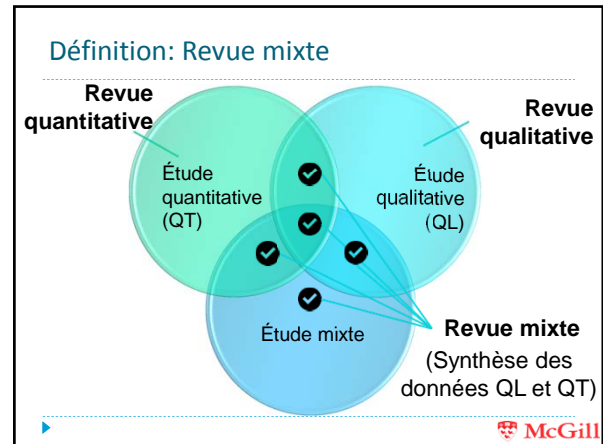 Définition: Revue mixte
Revue
quantitative
Revue
qualitative
Étude
quantitative
(QT)
Étude
qualitative
(QL)
Étude mixte
Revue mixte
(Synthèse des
données QL et QT)
McGill